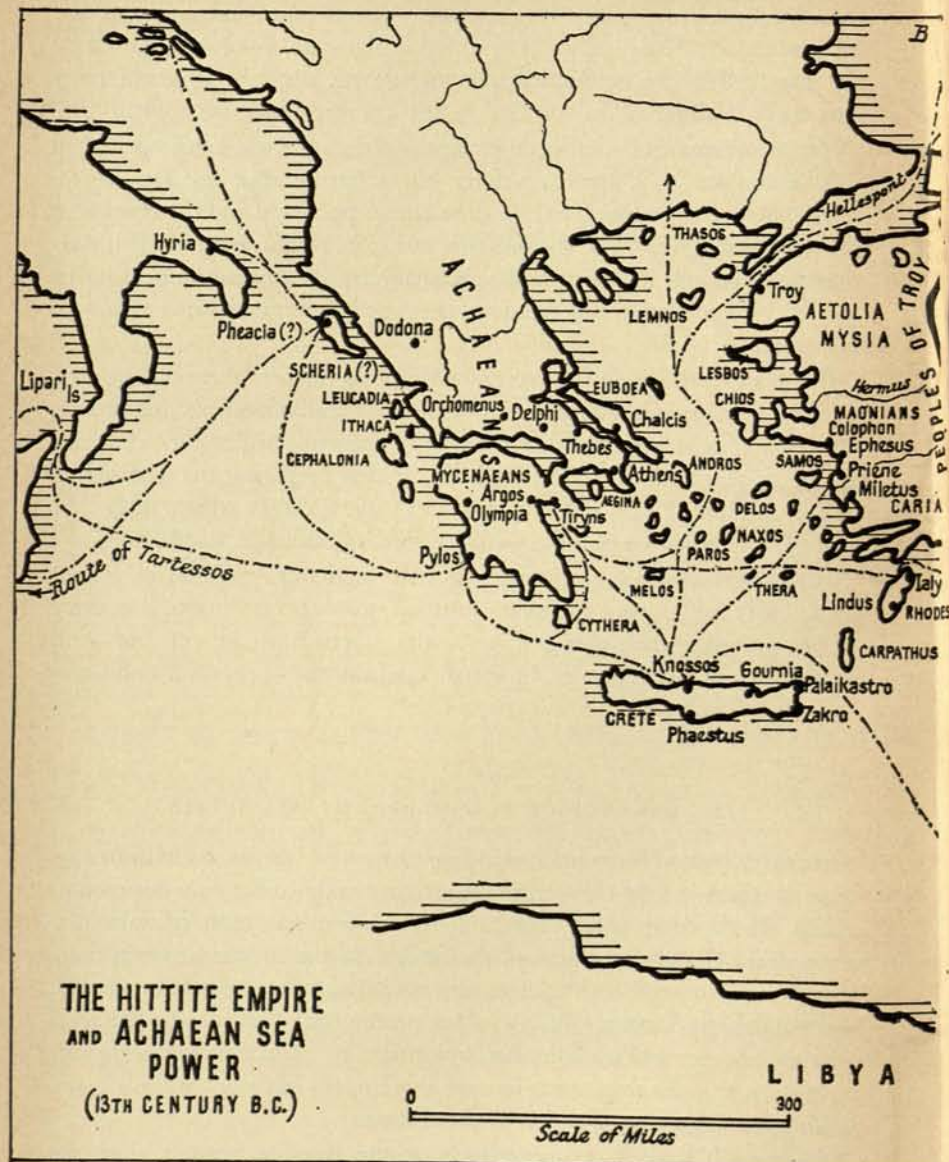 B
Hellespont
THASOS
Hyria
ACHAEANS
Troy
LEMNOS
AETOLIA
MYSIA
PEOPLES OF TROY
Pheacia (?)
Dodona
SCHERIA (?)
LESBOS
Lipari Is
LEUCADIA
Orchomenus
Delphi
EUBOEA
Chalcis
CHIOS
Hermus
MAONIANS
Colophon
ITHACA
Thebes
Ephesus
CEPHALONIA
MYCENAEANS
Athens
ANDROS
SAMOS
Priéne
Argos
AEGINA
Miletus
Olympia
Tiryns
DELOS
CARIA
NAXOS
Pylos
PAROS
Route of Tartessos
MELOS
THERA
Ialy
Lindus
RHODES
CYTHERA
CARPATHUS
Knossos
Gournia
Palaikastro
CRETE
Zakro
Phaestus
THE HITTITE EMPIRE
AND ACHAEAN SEA
POWER
(13TH CENTURY B.C.)
LIBYA
0 300
Scale of Miles